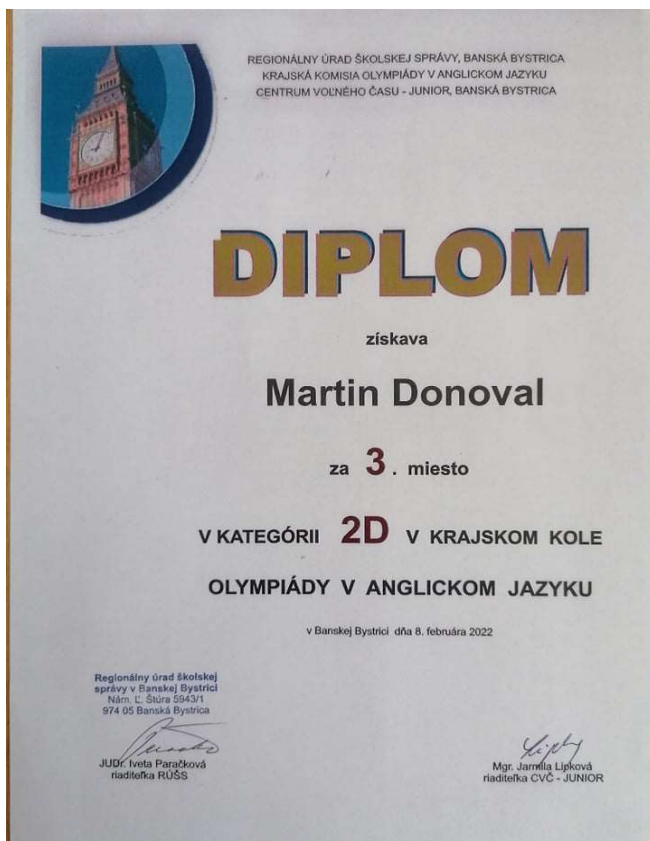 REGIONÁLNY ÚRAD ŠKOLSKEJ SPRÁVY, BANSKÁ BYSTRICA
KRAJSKÁ KOMISIA OLYMPIÁDY V ANGLICKOM JAZYKU
CENTRUM VOĽNÉHO ČASU - JUNIOR, BANSKÁ BYSTRICA
DIPLOM
získava
Martin Donoval
za 3. miesto
V KATEGÓRII 2D V KRAJSKOM KOLE
OLYMPIÁDY V ANGLICKOM JAZYKU
v Banskej Bystrici dňa 8. februára 2022
Regionálny úrad školskej
správy v Banskej Bystrici
Nám. Ľ. Štúra 5943/1
974 05 Banská Bystrica
JUDr. Iveta Paračková
riaditeľka RÚŠS
Mgr. Jarmila Lipková
riaditeľka CVČ - JUNIOR